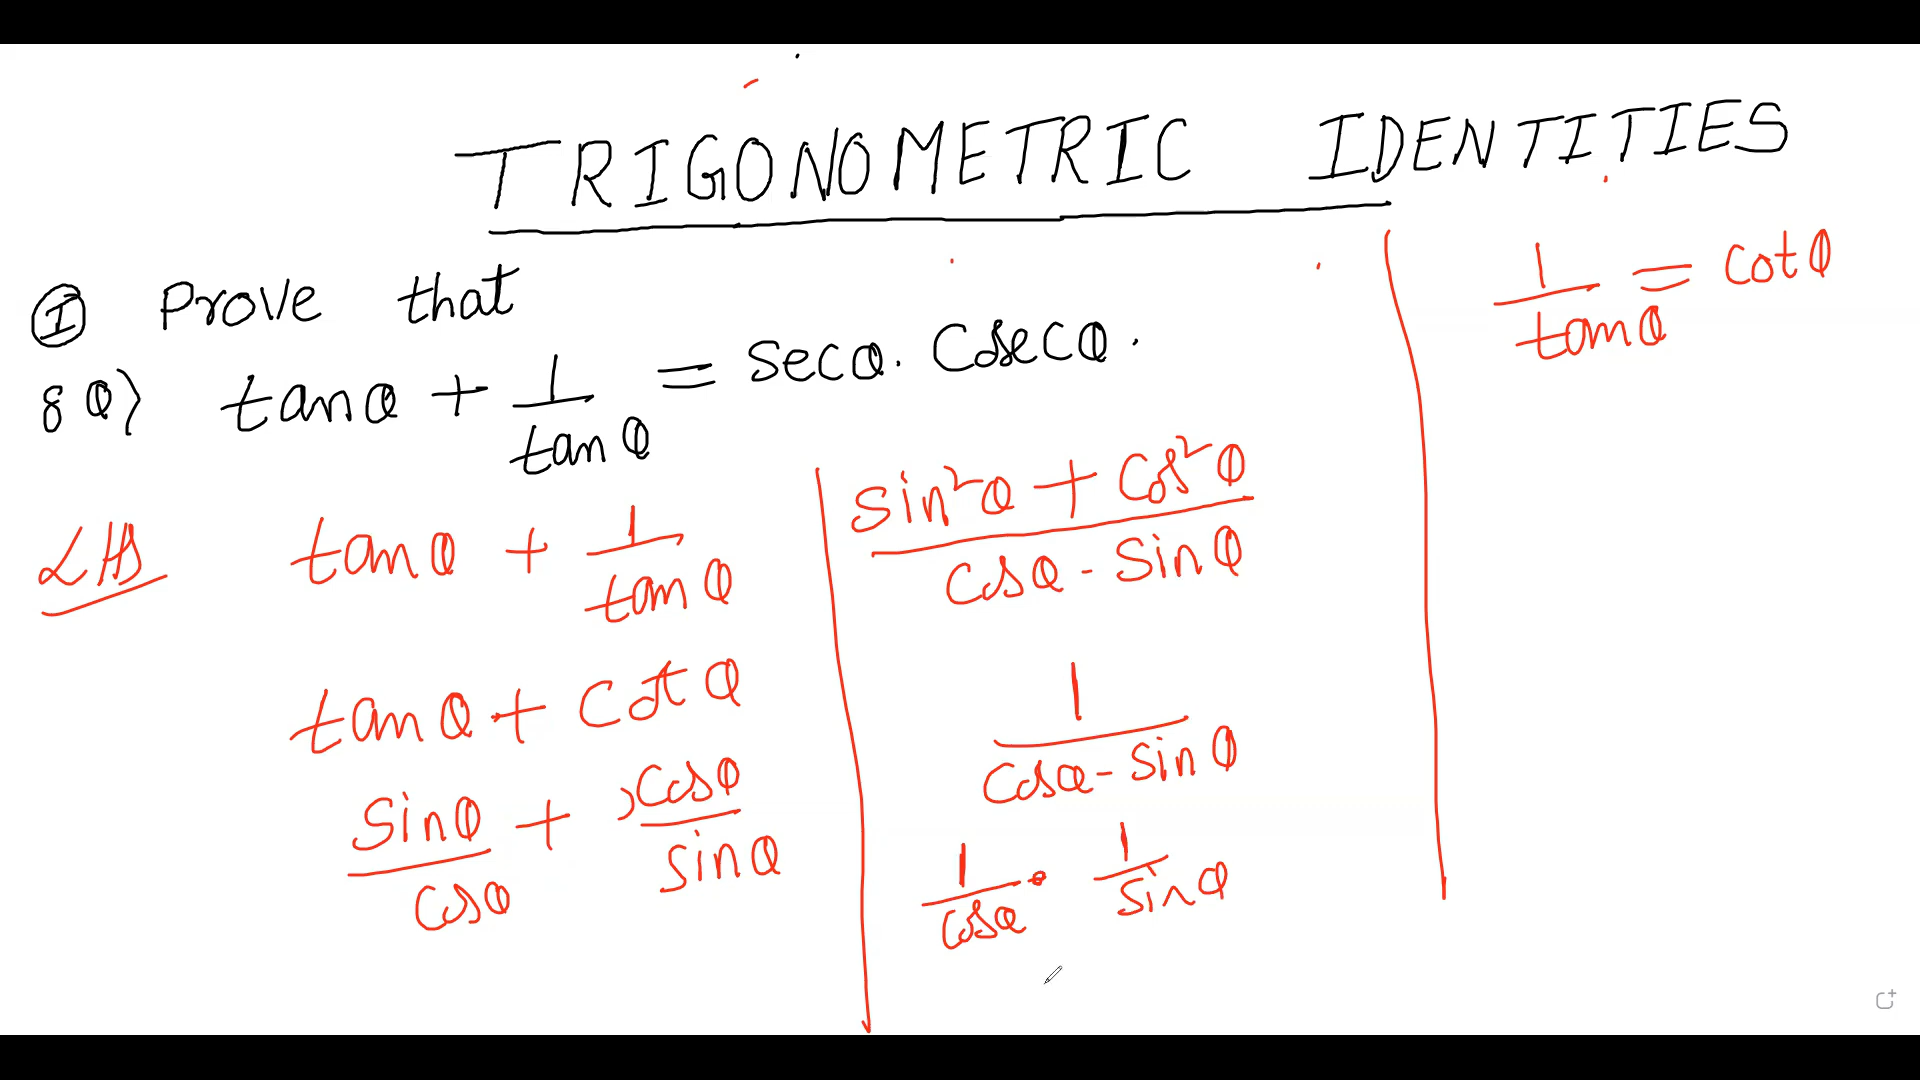 TRIGONOMETRIC IDENTITIES
① Prove that
8Q) tanθ + 1/tanθ = secθ. Cosecθ.
LHS tanθ + 1/tanθ
tanθ + Cotθ
Sinθ/Cosθ + Cosθ/Sinθ
Sin²θ + Cos²θ/Cosθ - Sinθ
1/Cosθ - Sinθ
1/Cosθ . 1/Sinθ
1/tanθ = Cotθ